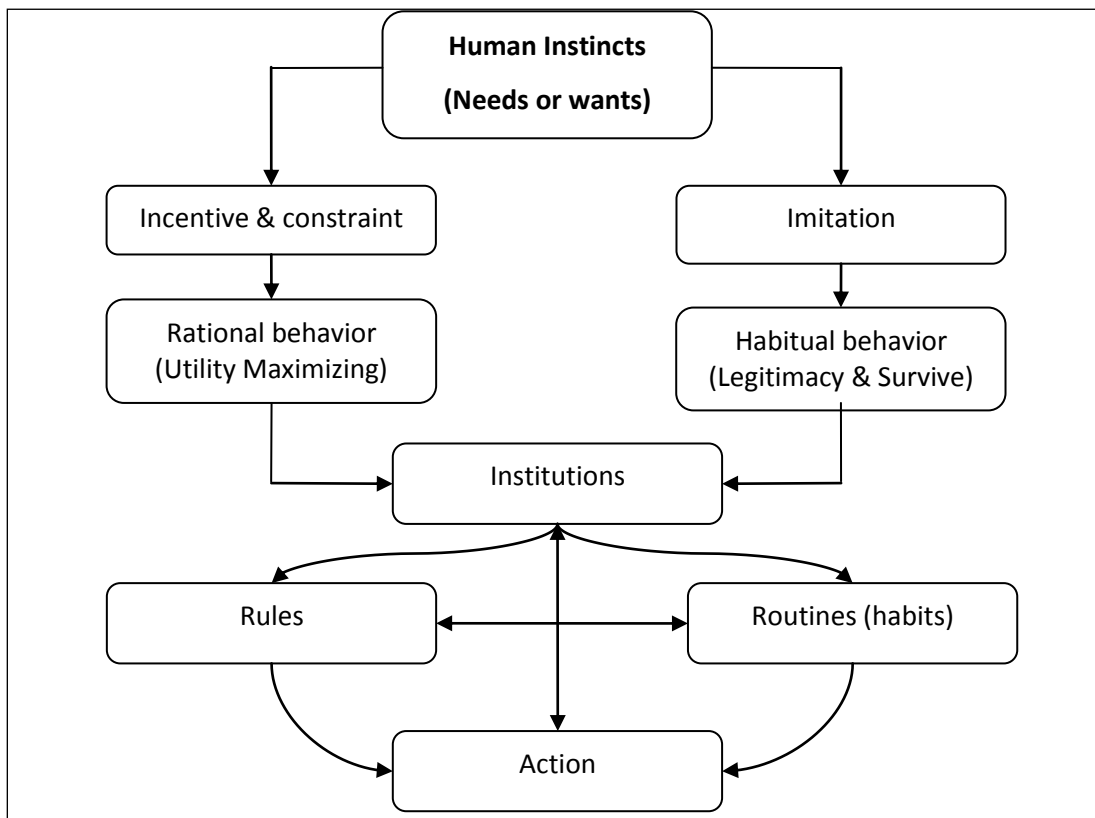 Human Instincts
(Needs or wants)
Incentive & constraint
Imitation
Rational behavior
(Utility Maximizing)
Habitual behavior
(Legitimacy & Survive)
Institutions
Rules
Routines (habits)
Action